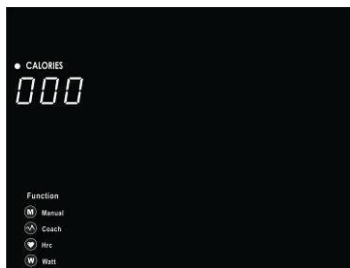 CALORIES
000
Function
M Manual
Coach
Hrc
W Watt